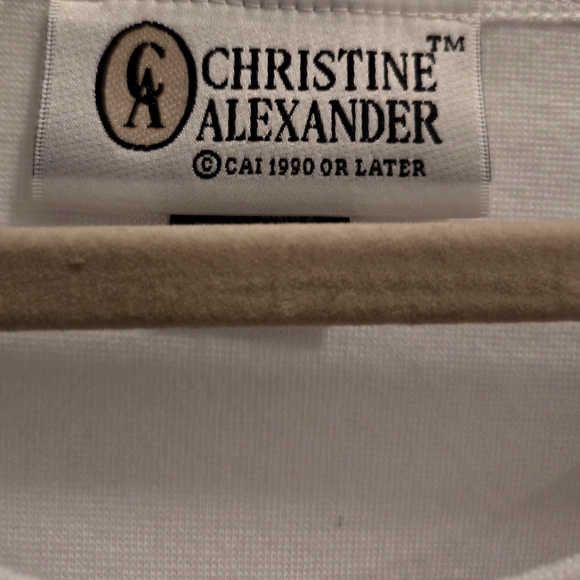 CA
CHRISTINE™
ALEXANDER
© CAI 1990 OR LATER